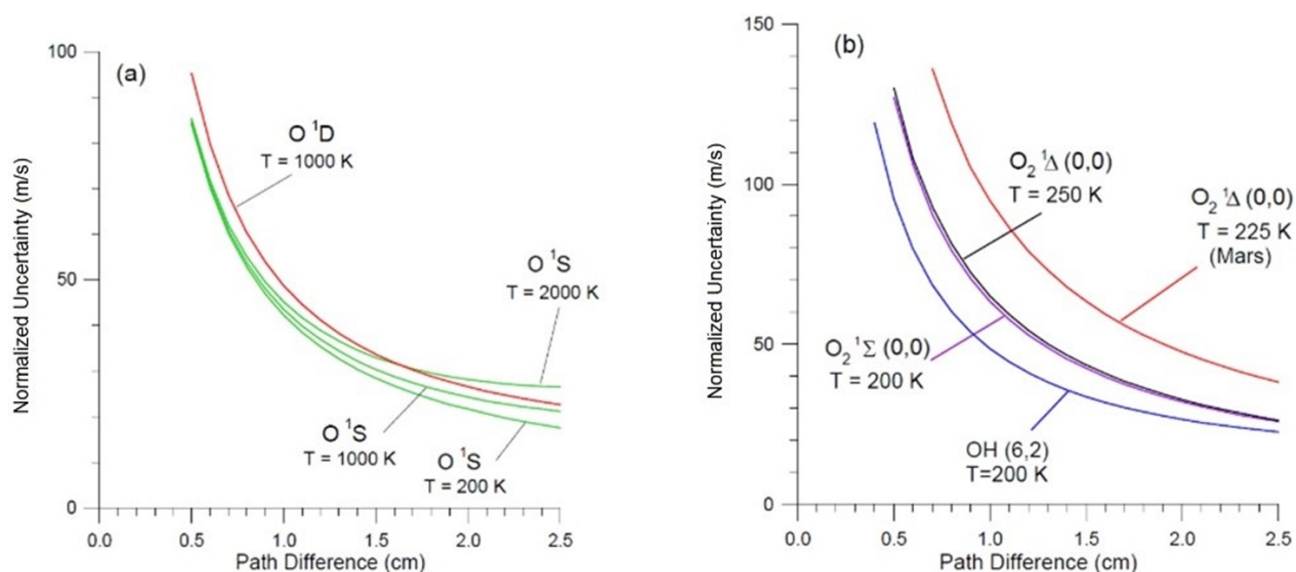 (a)
Normalized Uncertainty (m/s)
100
50
0
O ¹D
T = 1000 K
O ¹S
T = 2000 K
O ¹S
T = 1000 K
O ¹S
T = 200 K
0.0 0.5 1.0 1.5 2.0 2.5
Path Difference (cm)
(b)
Normalized Uncertainty (m/s)
150
100
50
0
O₂ ¹Δ (0,0)
T = 250 K
O₂ ¹Δ (0,0)
T = 225 K
(Mars)
O₂ ¹Σ (0,0)
T = 200 K
OH (6,2)
T=200 K
0.0 0.5 1.0 1.5 2.0 2.5
Path Difference (cm)